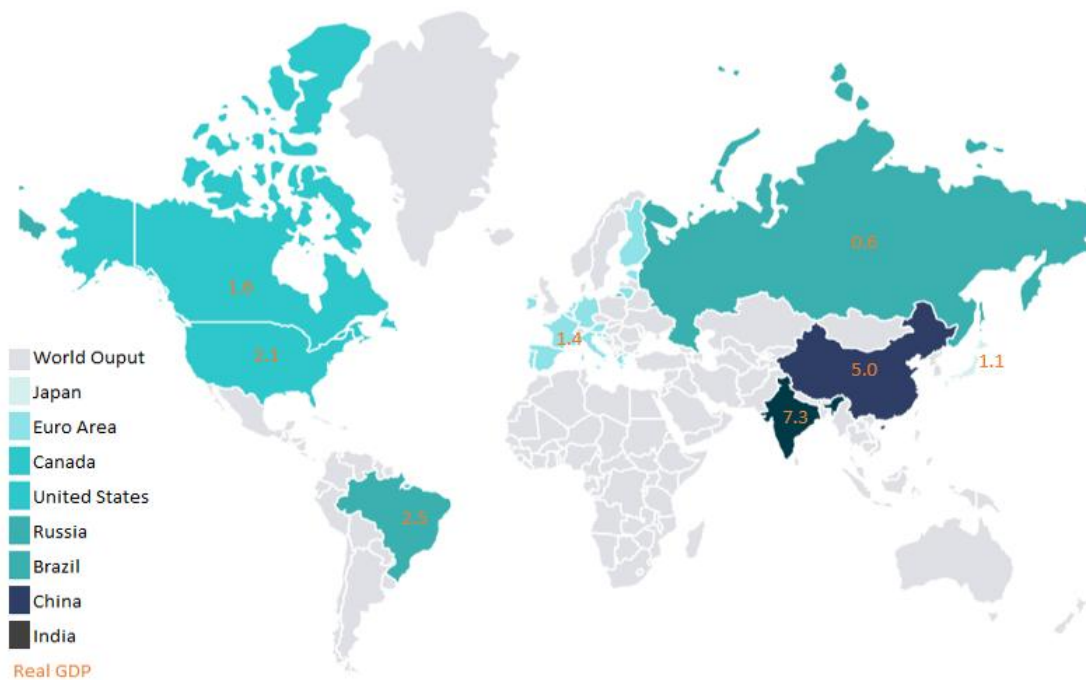 0.6
1.6
1.4
2.1
1.1
5.0
7.3
2.5
World Ouput
Japan
Euro Area
Canada
United States
Russia
Brazil
China
India
Real GDP